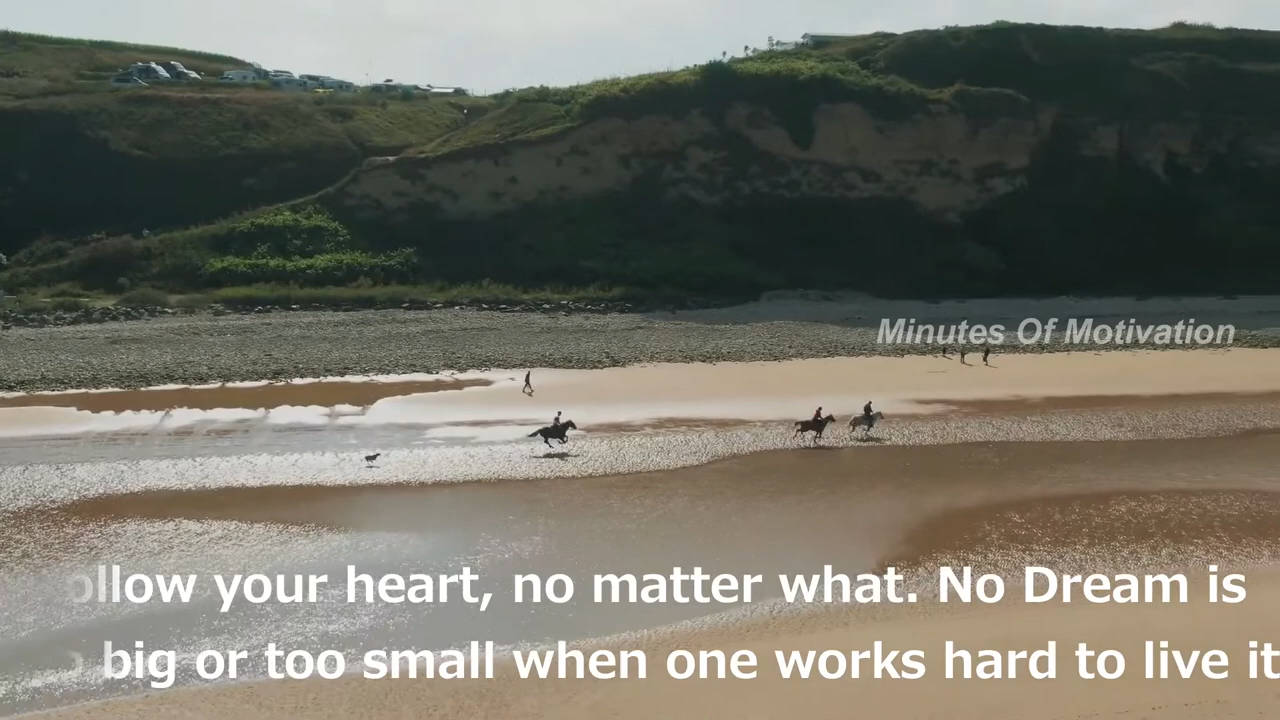 Minutes Of Motivation
ollow your heart, no matter what. No Dream is
big or too small when one works hard to live it